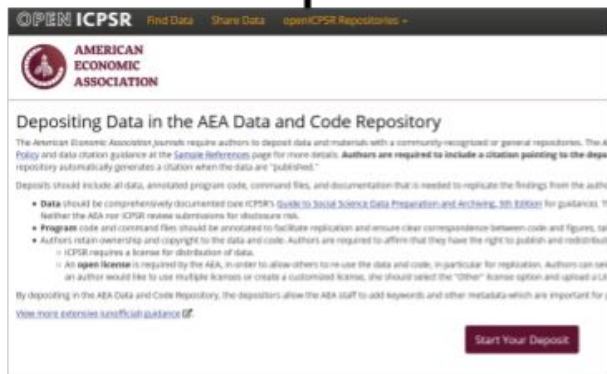 OPEN ICPSR Find Data Share Data openICPSR Repositories
AMERICAN
ECONOMIC
ASSOCIATION
Depositing Data in the AEA Data and Code Repository
The American Economic Association journals require authors to deposit data and materials with a community-recognized or general repositories. The A
Policy and data citation guidance at the Sample References page for more details. Authors are required to include a citation pointing to the depo
repository automatically generates a citation when the data are "published."
Deposits should include all data, annotated program code, command files, and documentation that is needed to replicate the findings from the autho
• Data should be comprehensively documented (see ICPSR's Guide to Social Science Data Preparation and Archiving, 5th Edition for guidance). T
Neither the AEA nor ICPSR review submissions for disclosure risk.
• Program code and command files should be annotated to facilitate replication and ensure clear correspondence between code and figures, tab
• Authors retain ownership and copyright to the data and code. Authors are required to affirm that they have the right to publish and redistribut
○ ICPSR requires a license for distribution of data.
○ An open license is required by the AEA, in order to allow others to re-use the data and code, in particular for replication. Authors can sel
an author would like to use multiple licenses or create a customized license, she should select the "Other" license option and upload a LI
By depositing in the AEA Data and Code Repository, the depositors allow the AEA staff to add keywords and other metadata which are important for
View more extensive (unofficial) guidance
Start Your Deposit